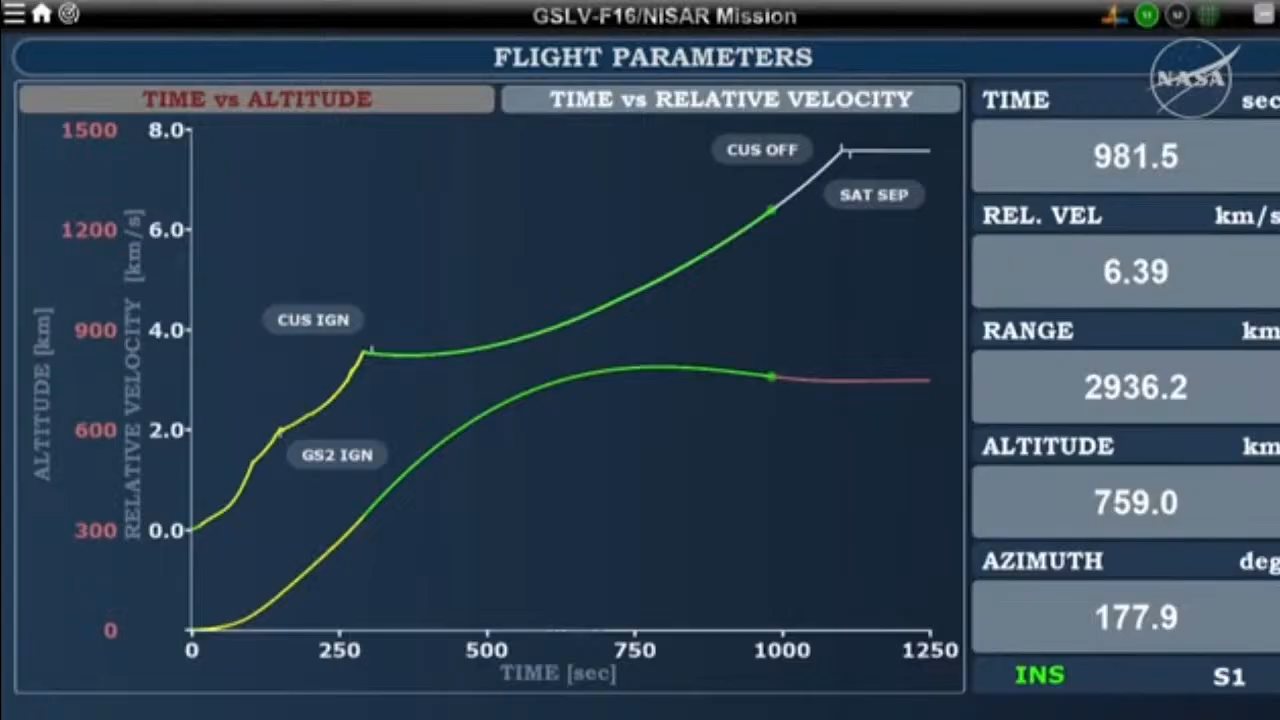 GSLV-F16/NISAR Mission
FLIGHT PARAMETERS
NASA
TIME vs ALTITUDE
TIME vs RELATIVE VELOCITY
ALTITUDE [km]
1500
1200
900
600
300
0
RELATIVE VELOCITY [km/s]
8.0
6.0
4.0
2.0
0.0
CUS OFF
SAT SEP
CUS IGN
GS2 IGN
0 250 500 750 1000 1250
TIME [sec]
TIME sec
981.5
REL. VEL km/s
6.39
RANGE km
2936.2
ALTITUDE km
759.0
AZIMUTH deg
177.9
INS S1